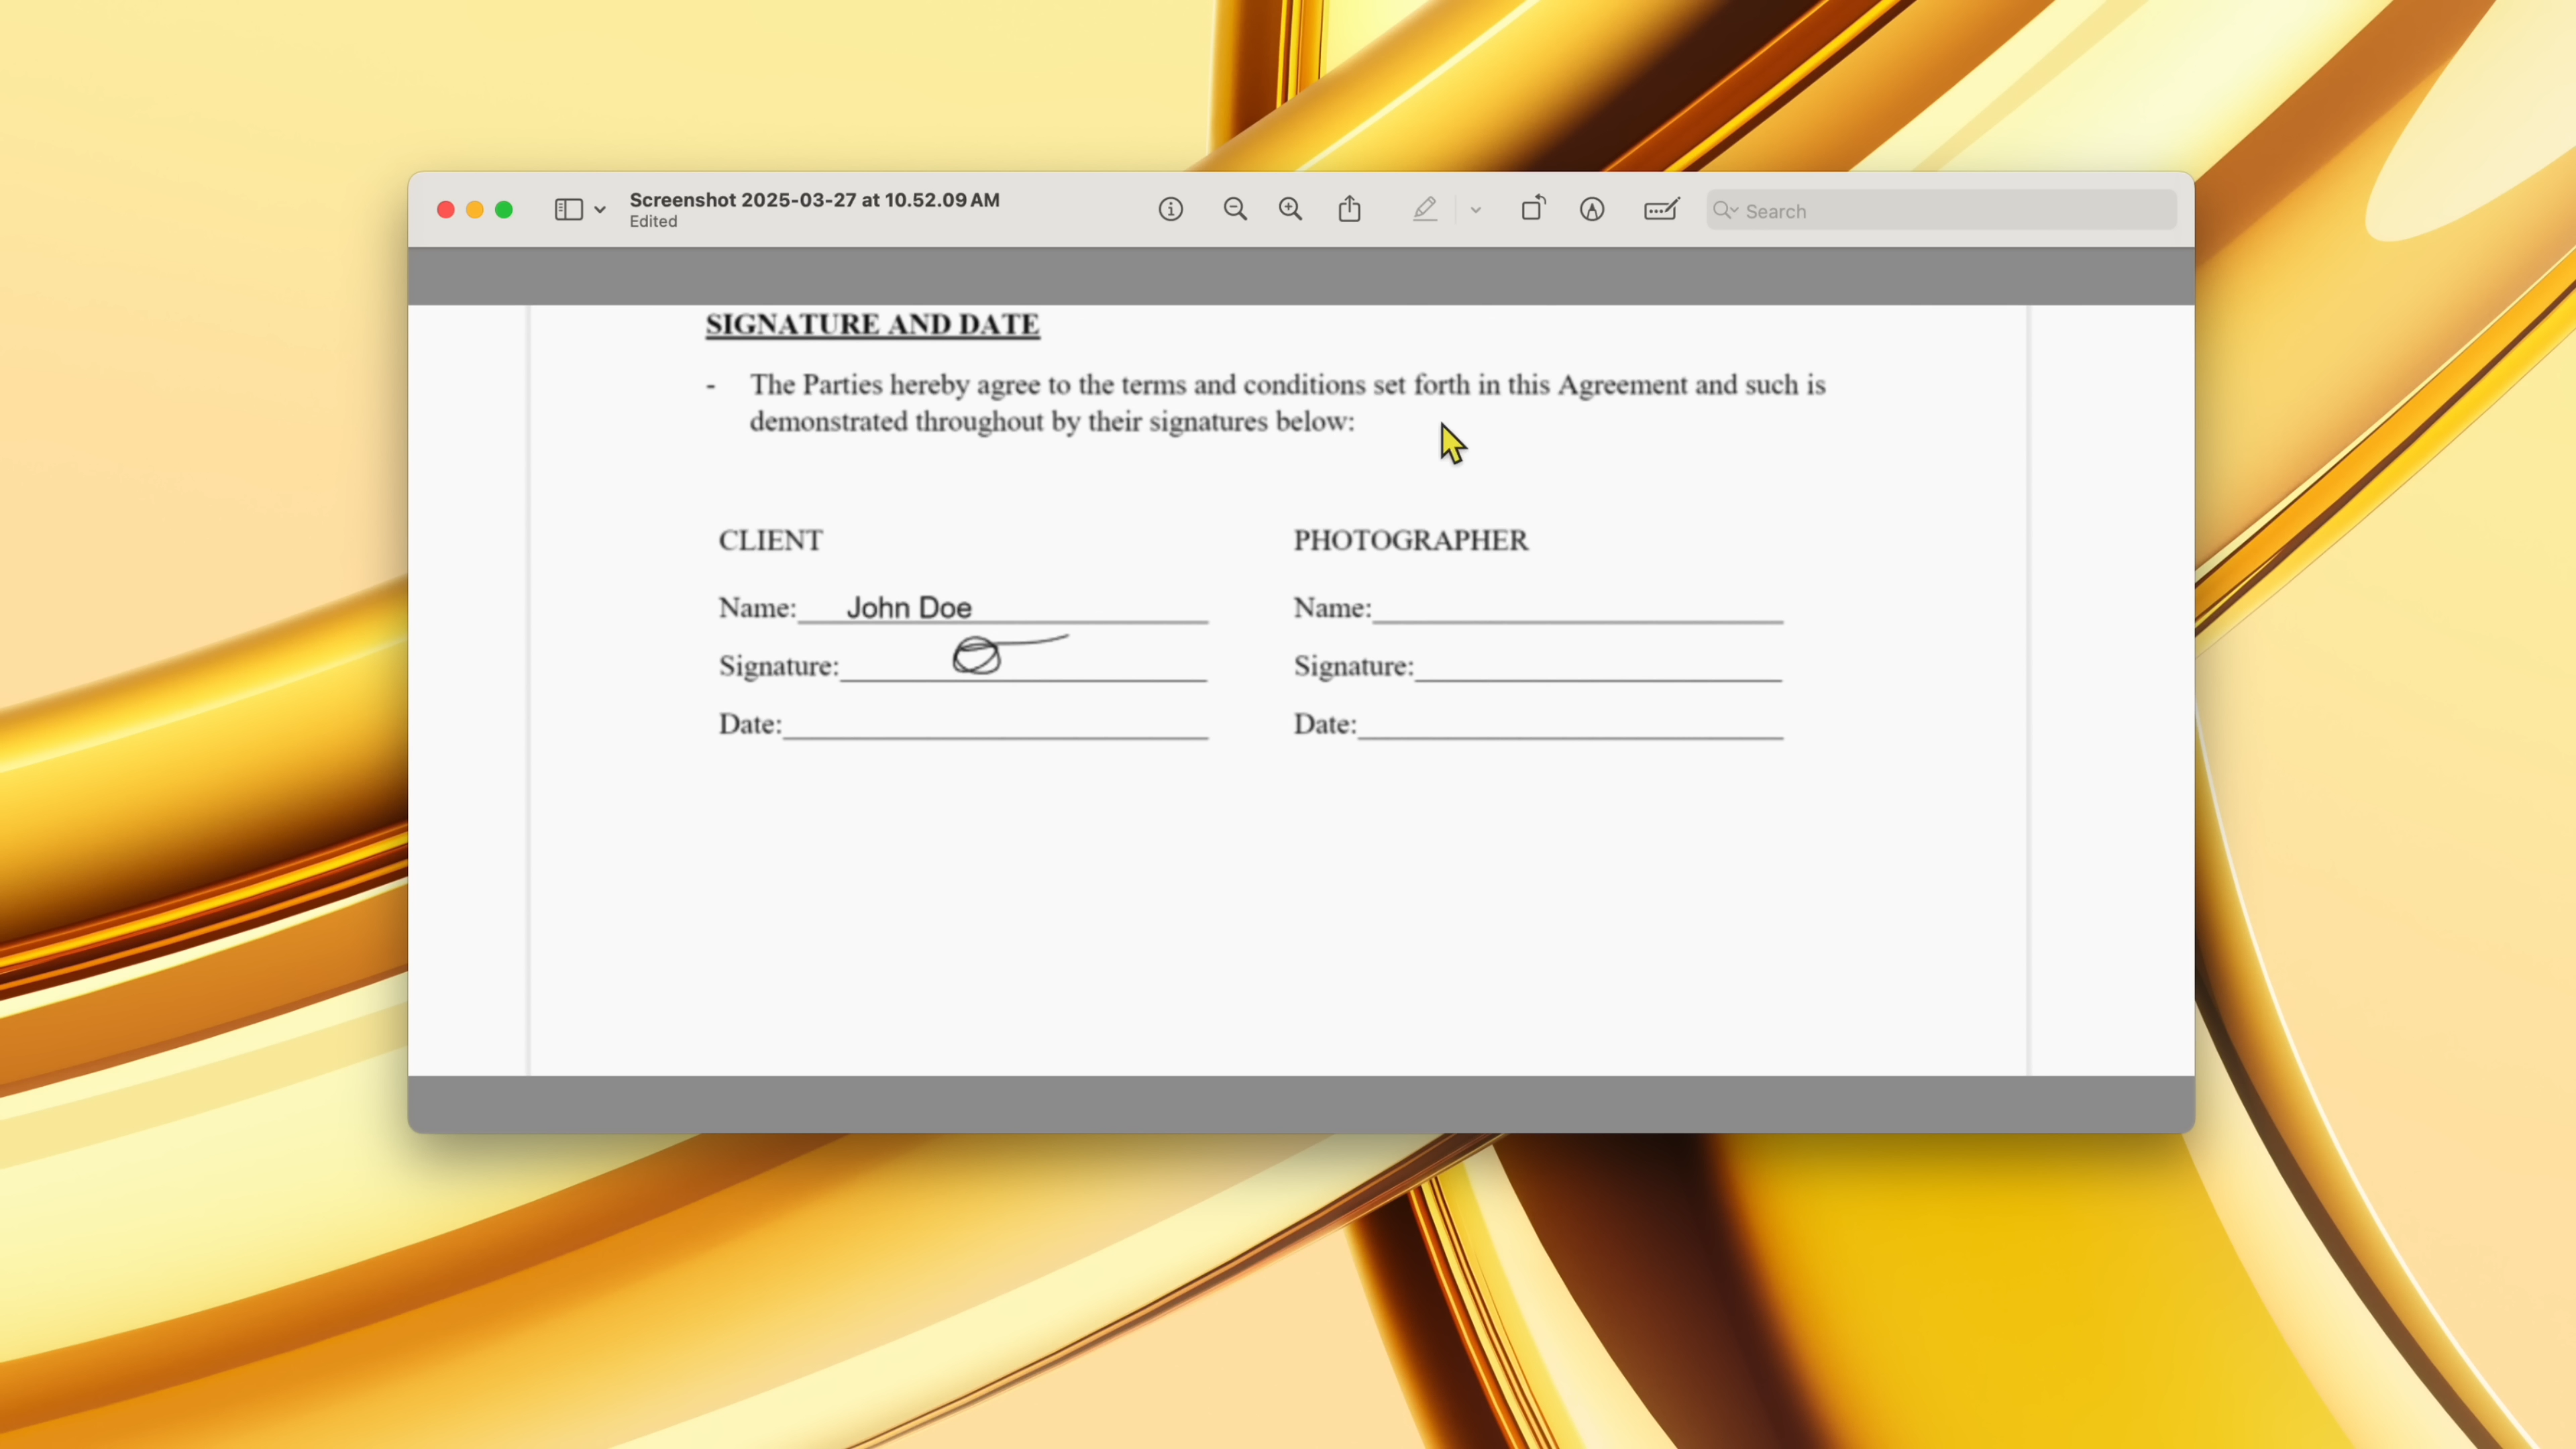 Screenshot 2025-03-27 at 10.52.09 AM
Edited
Search
SIGNATURE AND DATE
- The Parties hereby agree to the terms and conditions set forth in this Agreement and such is
demonstrated throughout by their signatures below:
CLIENT
Name: John Doe
Signature:
Date:
PHOTOGRAPHER
Name:
Signature:
Date: